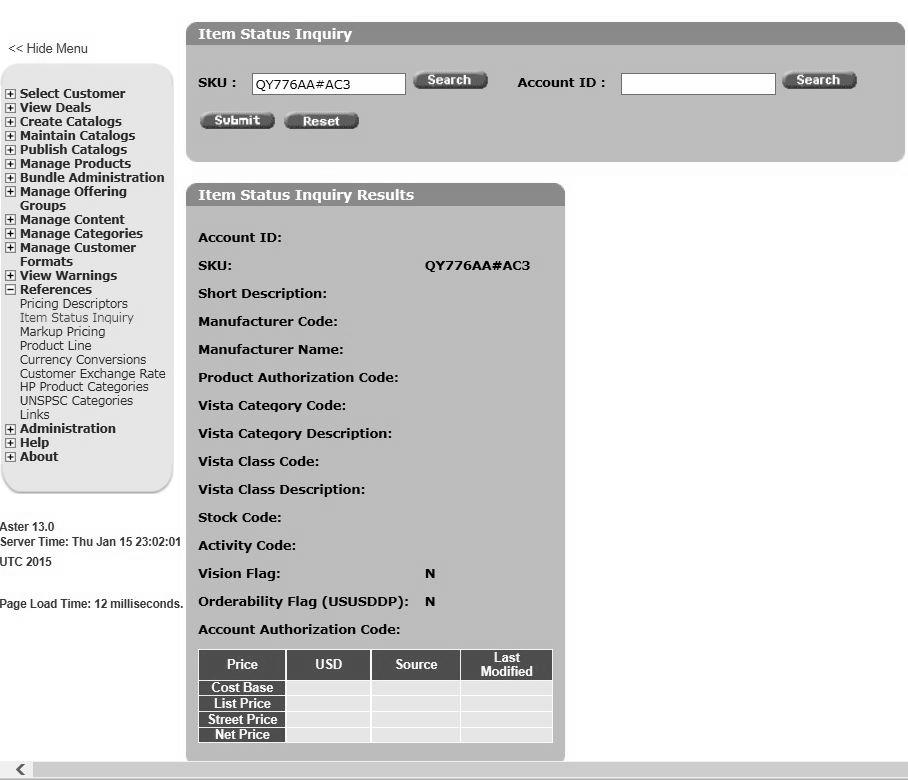 << Hide Menu
Select Customer
View Deals
Create Catalogs
Maintain Catalogs
Publish Catalogs
Manage Products
Bundle Administration
Manage Offering
Groups
Manage Content
Manage Categories
Manage Customer
Formats
View Warnings
References
Pricing Descriptors
Item Status Inquiry
Markup Pricing
Product Line
Currency Conversions
Customer Exchange Rate
HP Product Categories
UNSPSC Categories
Links
Administration
Help
About
Aster 13.0
Server Time: Thu Jan 15 23:02:01
UTC 2015
Page Load Time: 12 milliseconds.
Item Status Inquiry
SKU : QY776AA#AC3 Search Account ID : Search
Submit Reset
Item Status Inquiry Results
Account ID:
SKU: QY776AA#AC3
Short Description:
Manufacturer Code:
Manufacturer Name:
Product Authorization Code:
Vista Category Code:
Vista Category Description:
Vista Class Code:
Vista Class Description:
Stock Code:
Activity Code:
Vision Flag: N
Orderability Flag (USUSDDP): N
Account Authorization Code:
Price USD Source Last Modified
Cost Base
List Price
Street Price
Net Price